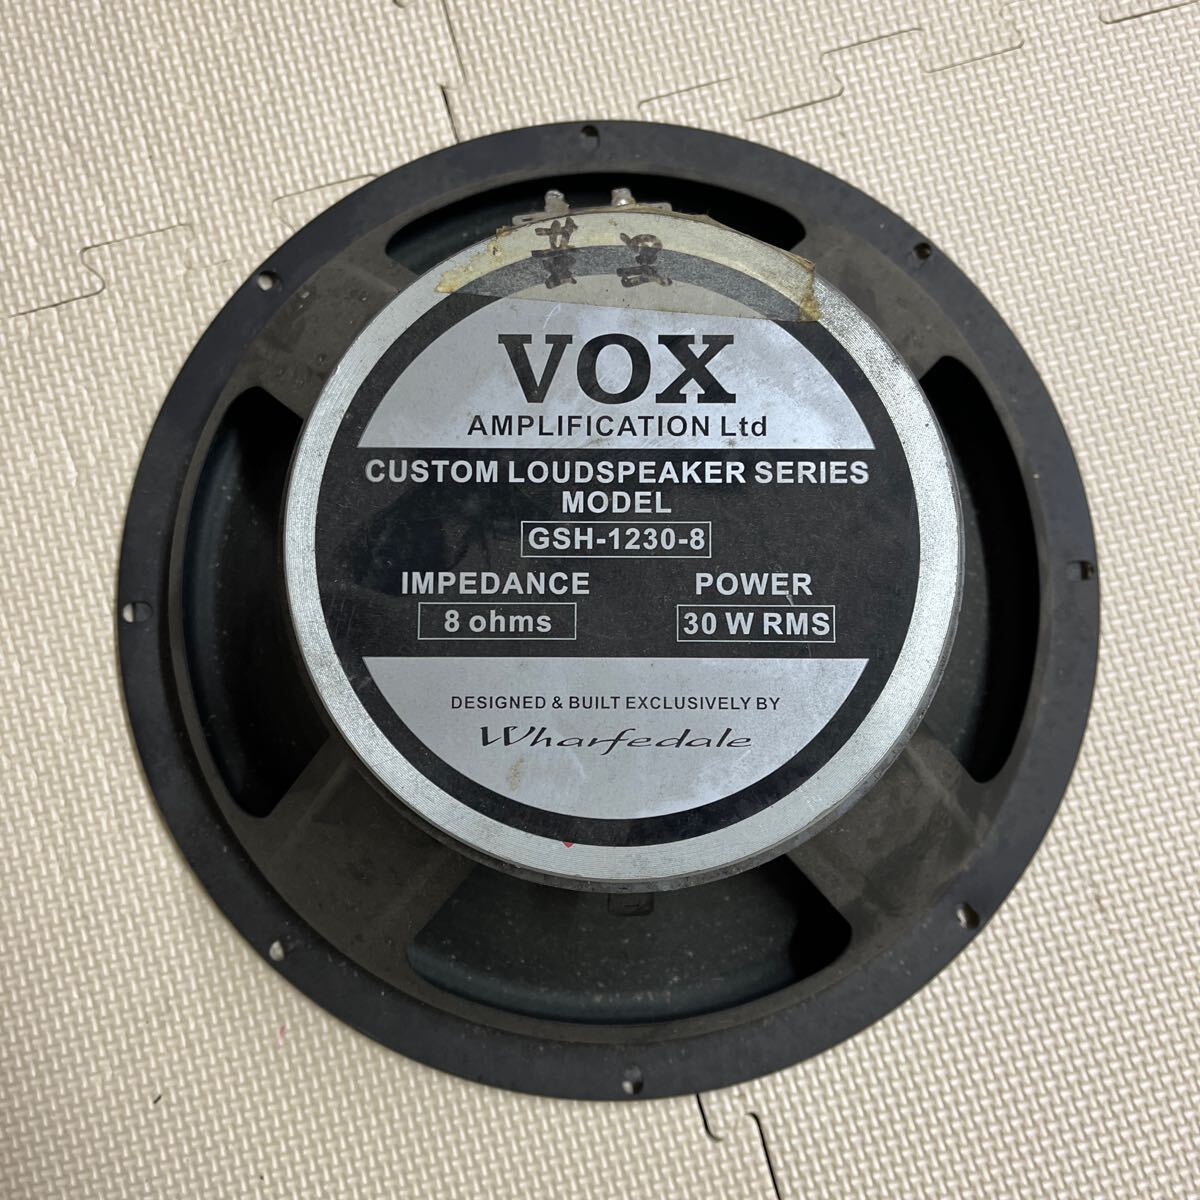 VOX
AMPLIFICATION Ltd
CUSTOM LOUDSPEAKER SERIES
MODEL
GSH-1230-8
IMPEDANCE POWER
8 ohms 30 W RMS
DESIGNED & BUILT EXCLUSIVELY BY
Wharfedale